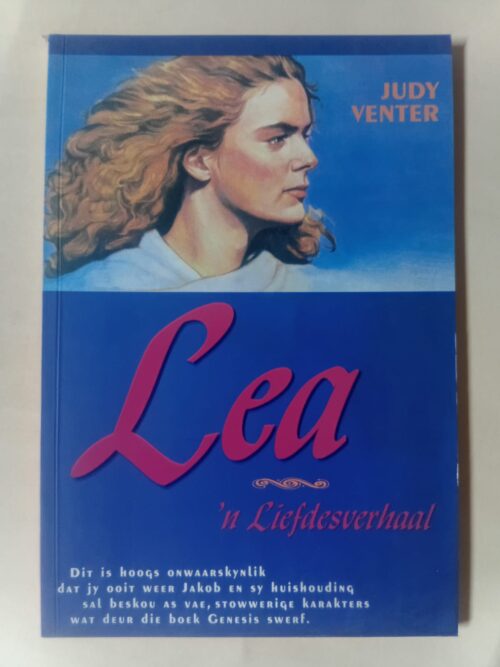 JUDY
VENTER
Lea
'n Liefdesverhaal
Dit is hoogs onwaarskynlik
dat jy ooit weer Jakob en sy huishouding
sal beskou as vae, stowwerige karakters
wat deur die boek Genesis swerf.